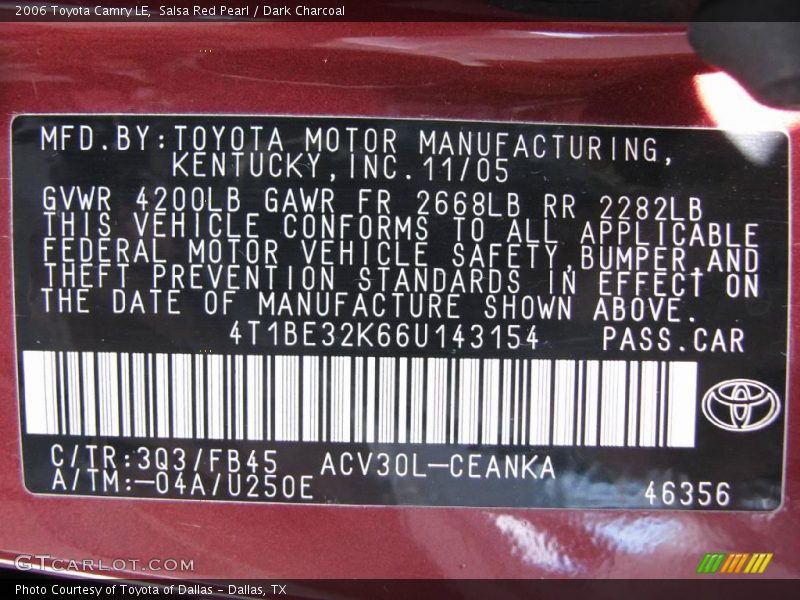 2006 Toyota Camry LE, Salsa Red Pearl / Dark Charcoal
MFD.BY:TOYOTA MOTOR MANUFACTURING,
KENTUCKY,INC.11/05
GVWR 4200LB GAWR FR 2668LB RR 2282LB
THIS VEHICLE CONFORMS TO ALL APPLICABLE
FEDERAL MOTOR VEHICLE SAFETY,BUMPER,AND
THEFT PREVENTION STANDARDS IN EFFECT ON
THE DATE OF MANUFACTURE SHOWN ABOVE.
4T1BE32K66U143154 PASS.CAR
C/TR:3Q3/FB45 ACV30L-CEANKA
A/TM:-04A/U250E
46356
GTCARLOT.COM
Photo Courtesy of Toyota of Dallas - Dallas, TX